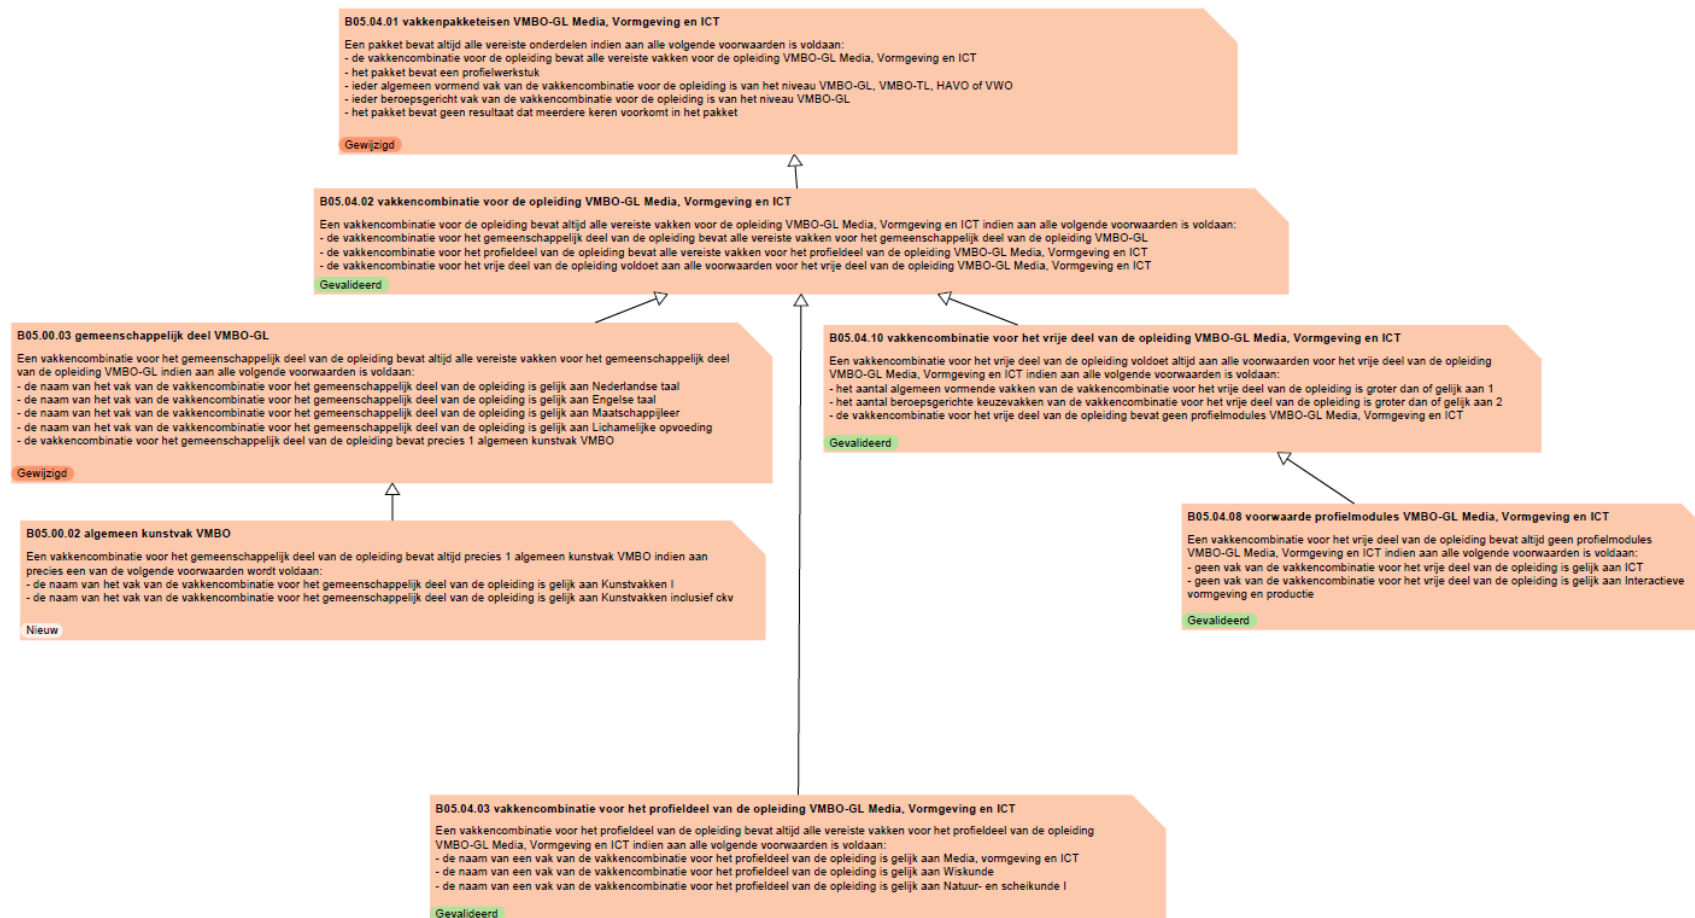 B05.04.01 vakkenpakketeisen VMBO-GL Media, Vormgeving en ICT
Een pakket bevat altijd alle vereiste onderdelen indien aan alle volgende voorwaarden is voldaan:
- de vakkencombinatie voor de opleiding bevat alle vereiste vakken voor de opleiding VMBO-GL Media, Vormgeving en ICT
- het pakket bevat een profielwerkstuk
- ieder algemeen vormend vak van de vakkencombinatie voor de opleiding is van het niveau VMBO-GL, VMBO-TL, HAVO of VWO
- ieder beroepsgericht vak van de vakkencombinatie voor de opleiding is van het niveau VMBO-GL
- het pakket bevat geen resultaat dat meerdere keren voorkomt in het pakket
Gewijzigd
B05.04.02 vakkencombinatie voor de opleiding VMBO-GL Media, Vormgeving en ICT
Een vakkencombinatie voor de opleiding bevat altijd alle vereiste vakken voor de opleiding VMBO-GL Media, Vormgeving en ICT indien aan alle volgende voorwaarden is voldaan:
- de vakkencombinatie voor het gemeenschappelijk deel van de opleiding bevat alle vereiste vakken voor het gemeenschappelijk deel van de opleiding VMBO-GL
- de vakkencombinatie voor het profieldeel van de opleiding bevat alle vereiste vakken voor het profieldeel van de opleiding VMBO-GL Media, Vormgeving en ICT
- de vakkencombinatie voor het vrije deel van de opleiding voldoet aan alle voorwaarden voor het vrije deel van de opleiding VMBO-GL Media, Vormgeving en ICT
Gevalideerd
B05.00.03 gemeenschappelijk deel VMBO-GL
Een vakkencombinatie voor het gemeenschappelijk deel van de opleiding bevat altijd alle vereiste vakken voor het gemeenschappelijk deel
van de opleiding VMBO-GL indien aan alle volgende voorwaarden is voldaan:
- de naam van het vak van de vakkencombinatie voor het gemeenschappelijk deel van de opleiding is gelijk aan Nederlandse taal
- de naam van het vak van de vakkencombinatie voor het gemeenschappelijk deel van de opleiding is gelijk aan Engelse taal
- de naam van het vak van de vakkencombinatie voor het gemeenschappelijk deel van de opleiding is gelijk aan Maatschappijleer
- de naam van het vak van de vakkencombinatie voor het gemeenschappelijk deel van de opleiding is gelijk aan Lichamelijke opvoeding
- de vakkencombinatie voor het gemeenschappelijk deel van de opleiding bevat precies 1 algemeen kunstvak VMBO
Gewijzigd
B05.04.10 vakkencombinatie voor het vrije deel van de opleiding VMBO-GL Media, Vormgeving en ICT
Een vakkencombinatie voor het vrije deel van de opleiding voldoet altijd aan alle voorwaarden voor het vrije deel van de opleiding
VMBO-GL Media, Vormgeving en ICT indien aan alle volgende voorwaarden is voldaan:
- het aantal algemeen vormende vakken van de vakkencombinatie voor het vrije deel van de opleiding is groter dan of gelijk aan 1
- het aantal beroepsgerichte keuzevakken van de vakkencombinatie voor het vrije deel van de opleiding is groter dan of gelijk aan 2
- de vakkencombinatie voor het vrije deel van de opleiding bevat geen profielmodules VMBO-GL Media, Vormgeving en ICT
Gevalideerd
B05.00.02 algemeen kunstvak VMBO
Een vakkencombinatie voor het gemeenschappelijk deel van de opleiding bevat altijd precies 1 algemeen kunstvak VMBO indien aan
precies een van de volgende voorwaarden wordt voldaan:
- de naam van het vak van de vakkencombinatie voor het gemeenschappelijk deel van de opleiding is gelijk aan Kunstvakken I
- de naam van het vak van de vakkencombinatie voor het gemeenschappelijk deel van de opleiding is gelijk aan Kunstvakken inclusief ckv
Nieuw
B05.04.08 voorwaarde profielmodules VMBO-GL Media, Vormgeving en ICT
Een vakkencombinatie voor het vrije deel van de opleiding bevat altijd geen profielmodules
VMBO-GL Media, Vormgeving en ICT indien aan alle volgende voorwaarden is voldaan:
- geen vak van de vakkencombinatie voor het vrije deel van de opleiding is gelijk aan ICT
- geen vak van de vakkencombinatie voor het vrije deel van de opleiding is gelijk aan Interactieve
vormgeving en productie
Gevalideerd
B05.04.03 vakkencombinatie voor het profieldeel van de opleiding VMBO-GL Media, Vormgeving en ICT
Een vakkencombinatie voor het profieldeel van de opleiding bevat altijd alle vereiste vakken voor het profieldeel van de opleiding
VMBO-GL Media, Vormgeving en ICT indien aan alle volgende voorwaarden is voldaan:
- de naam van een vak van de vakkencombinatie voor het profieldeel van de opleiding is gelijk aan Media, vormgeving en ICT
- de naam van een vak van de vakkencombinatie voor het profieldeel van de opleiding is gelijk aan Wiskunde
- de naam van een vak van de vakkencombinatie voor het profieldeel van de opleiding is gelijk aan Natuur- en scheikunde I
Gevalideerd